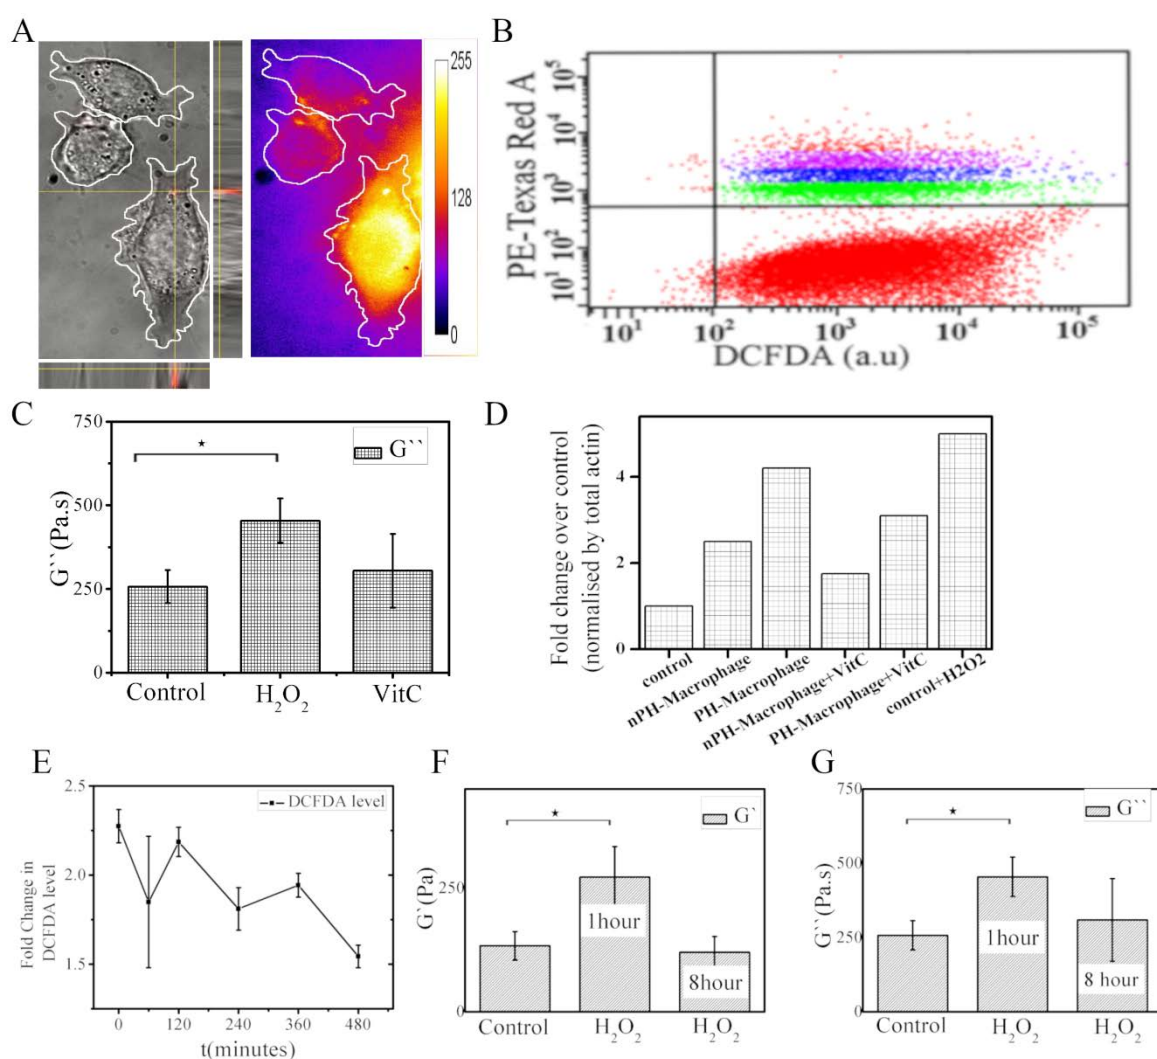 A
255
128
0
B
PE-Texas Red A
10^5
10^4
10^3
10^2
10^1
10^1 10^2 10^3 10^4 10^5
DCFDA (a.u)
C
G``(Pa.s)
750
500
250
0
★
G``
Control H₂O₂ VitC
D
Fold change over control
(normalised by total actin)
4
2
0
control
nPH-Macrophage
PH-Macrophage
nPH-Macrophage+VitC
PH-Macrophage+VitC
control+H2O2
E
Fold Change in
DCFDA level
2.5
2.0
1.5
DCFDA level
0 120 240 360 480
t(minutes)
F
G`(Pa)
250
0
★
G`
1hour
8hour
Control H₂O₂ H₂O₂
G
G``(Pa.s)
750
500
250
0
★
G``
1hour
8 hour
Control H₂O₂ H₂O₂